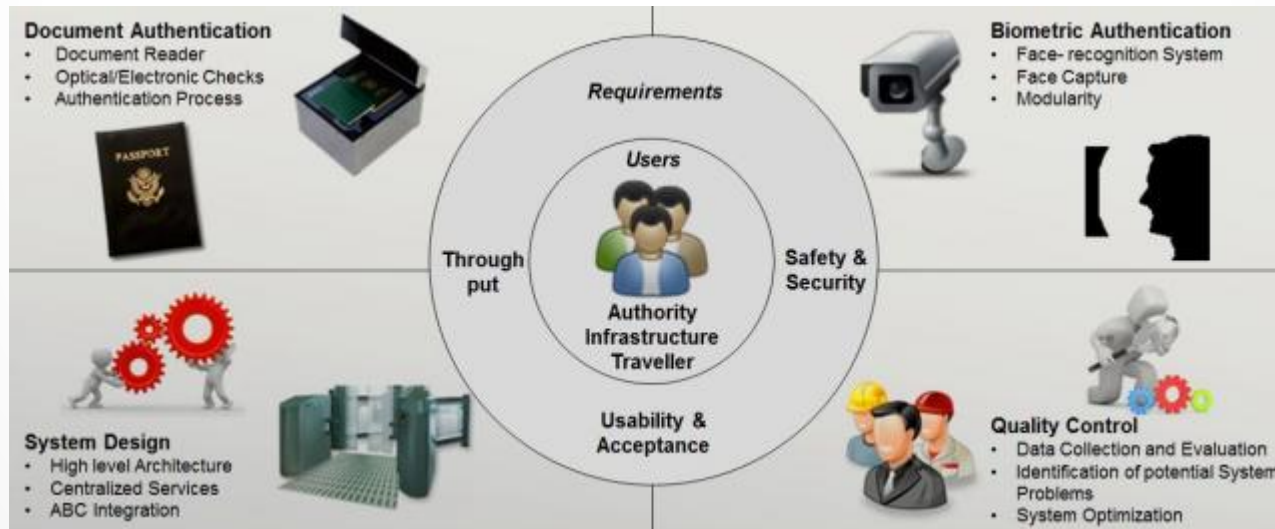 Document Authentication
• Document Reader
• Optical/Electronic Checks
• Authentication Process
PASSPORT
Biometric Authentication
• Face- recognition System
• Face Capture
• Modularity
Requirements
Users
Through
put
Safety &
Security
Authority
Infrastructure
Traveller
Usability &
Acceptance
System Design
• High level Architecture
• Centralized Services
• ABC Integration
Quality Control
• Data Collection and Evaluation
• Identification of potential System
Problems
• System Optimization